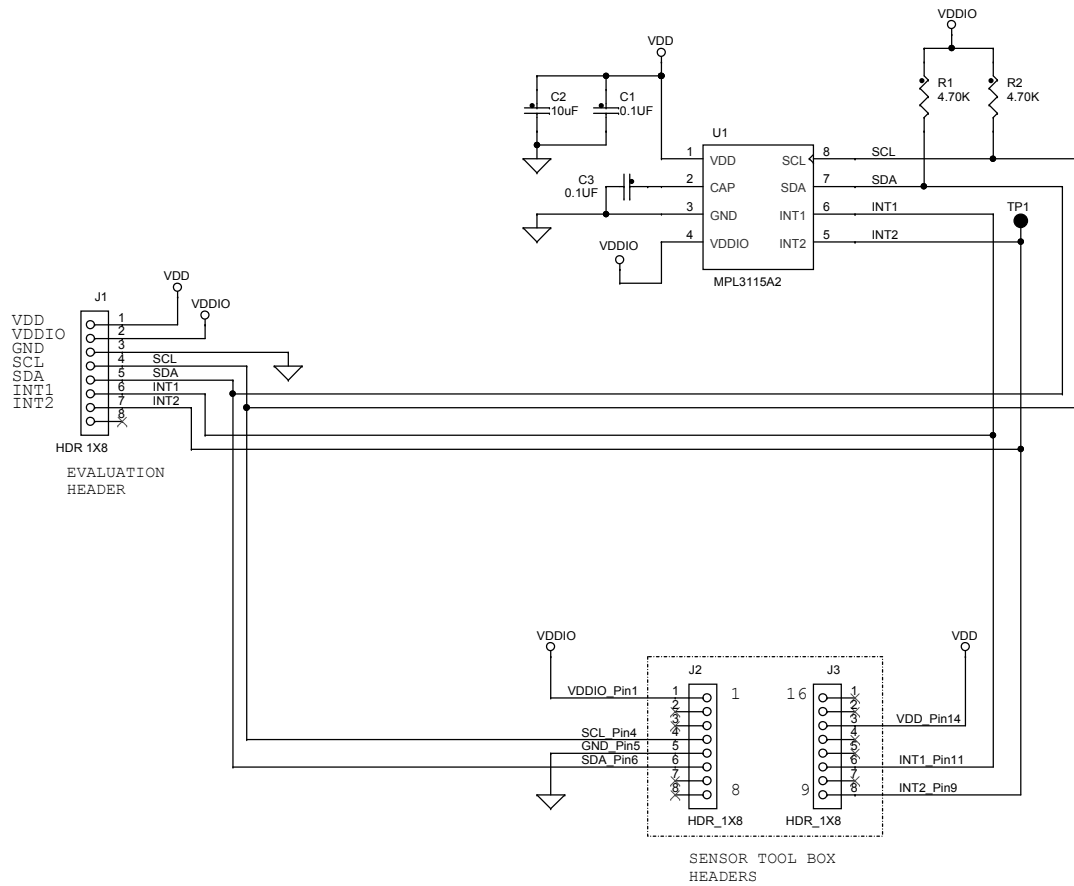 VDDIO
VDD
C2
10uF
C1
0.1UF
R1
4.70K
R2
4.70K
U1
1 VDD SCL 8 SCL
2 CAP SDA 7 SDA
3 GND INT1 6 INT1
4 VDDIO INT2 5 INT2
MPL3115A2
C3
0.1UF
VDDIO
TP1
VDD
VDDIO
J1
VDD 1
VDDIO 2
GND 3
SCL 4 SCL
SDA 5 SDA
INT1 6 INT1
INT2 7 INT2
8
HDR 1X8
EVALUATION
HEADER
VDDIO
VDD
J2
J3
VDDIO_Pin1 1 1
2
3
SCL_Pin4 4
GND_Pin5 5
SDA_Pin6 6
7
8 8
HDR_1X8
16 1
2
3 VDD_Pin14
4
5
6 INT1_Pin11
7
9 8 INT2_Pin9
HDR_1X8
SENSOR TOOL BOX
HEADERS